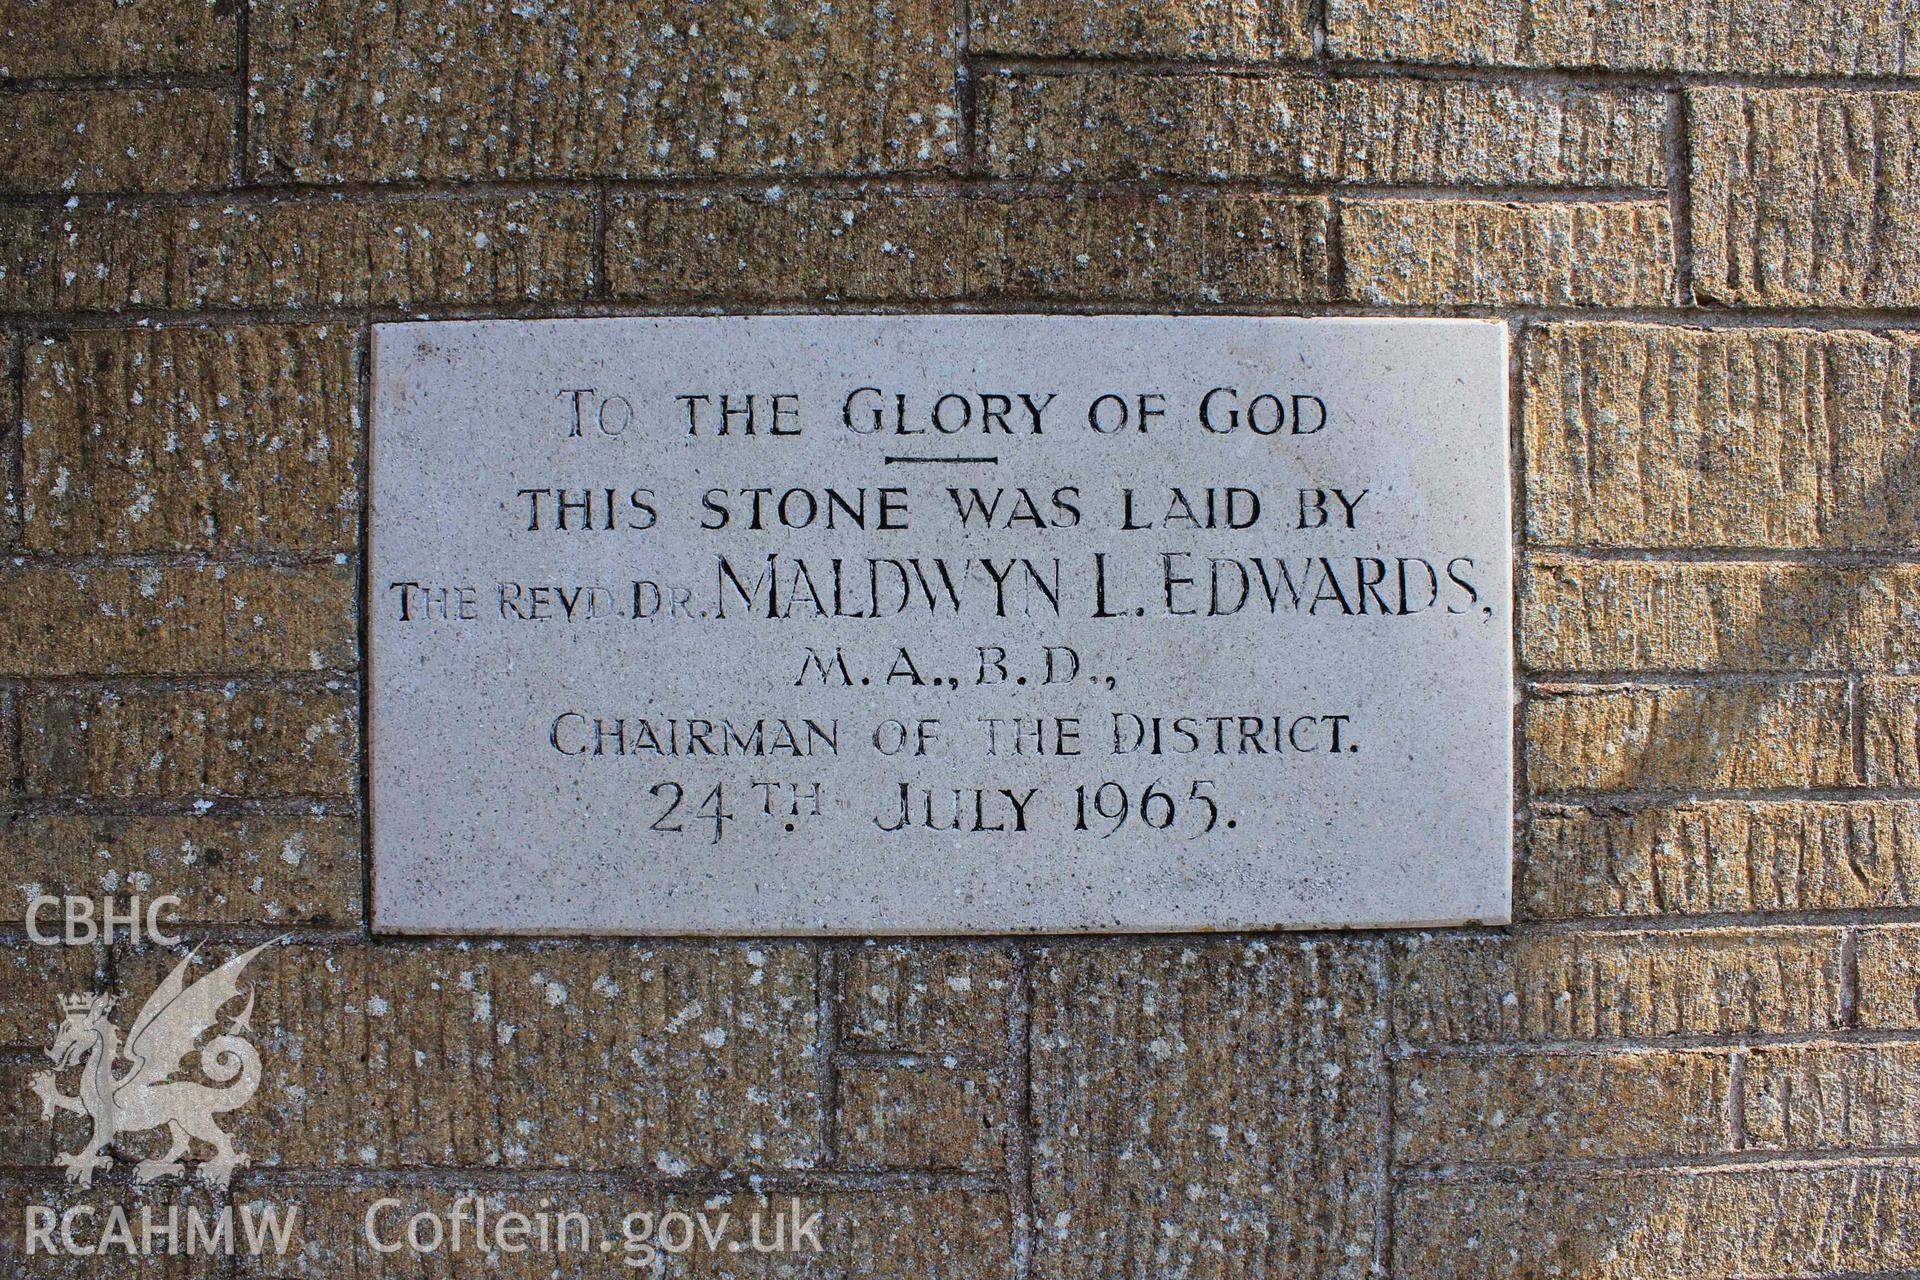 TO THE GLORY OF GOD
THIS STONE WAS LAID BY
THE REVD. DR. MALDWYN L. EDWARDS,
M.A., B.D.,
CHAIRMAN OF THE DISTRICT.
24TH JULY 1965.
CBHC
RCAHMW
Coflein.gov.uk